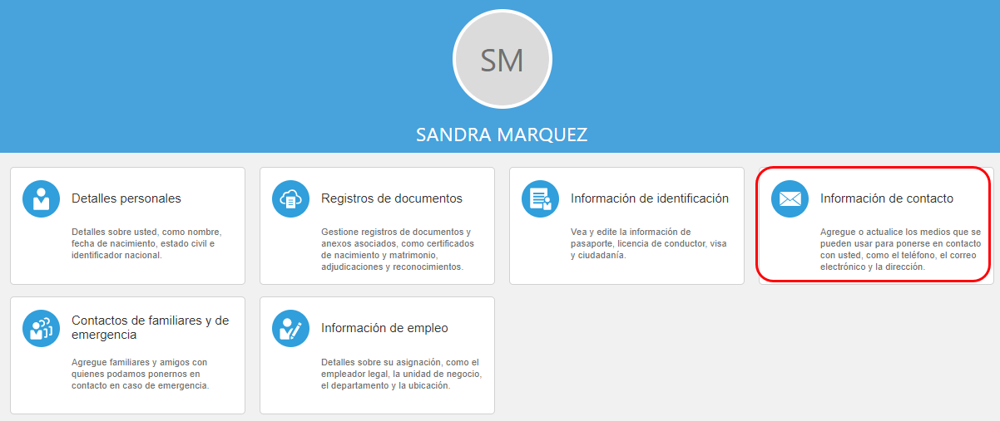 SM
SANDRA MARQUEZ
Detalles personales
Detalles sobre usted, como nombre,
fecha de nacimiento, estado civil e
identificador nacional.
Registros de documentos
Gestione registros de documentos y
anexos asociados, como certificados
de nacimiento y matrimonio,
adjudicaciones y reconocimientos.
Información de identificación
Vea y edite la información de
pasaporte, licencia de conductor, visa
y ciudadanía.
Información de contacto
Agregue o actualice los medios que se
pueden usar para ponerse en contacto
con usted, como el teléfono, el correo
electrónico y la dirección.
Contactos de familiares y de
emergencia
Agregue familiares y amigos con
quienes podamos ponernos en
contacto en caso de emergencia.
Información de empleo
Detalles sobre su asignación, como el
empleador legal, la unidad de negocio,
el departamento y la ubicación.